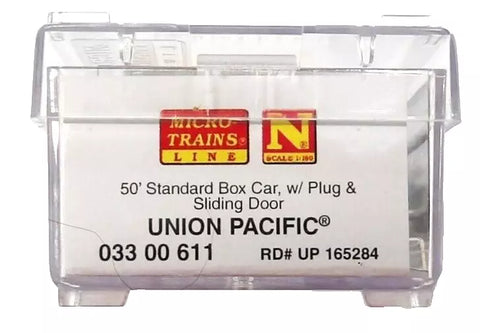 MICRO-
TRAINS
LINE
N
SCALE 1:160
50' Standard Box Car, w/ Plug &
Sliding Door
UNION PACIFIC®
033 00 611 RD# UP 165284